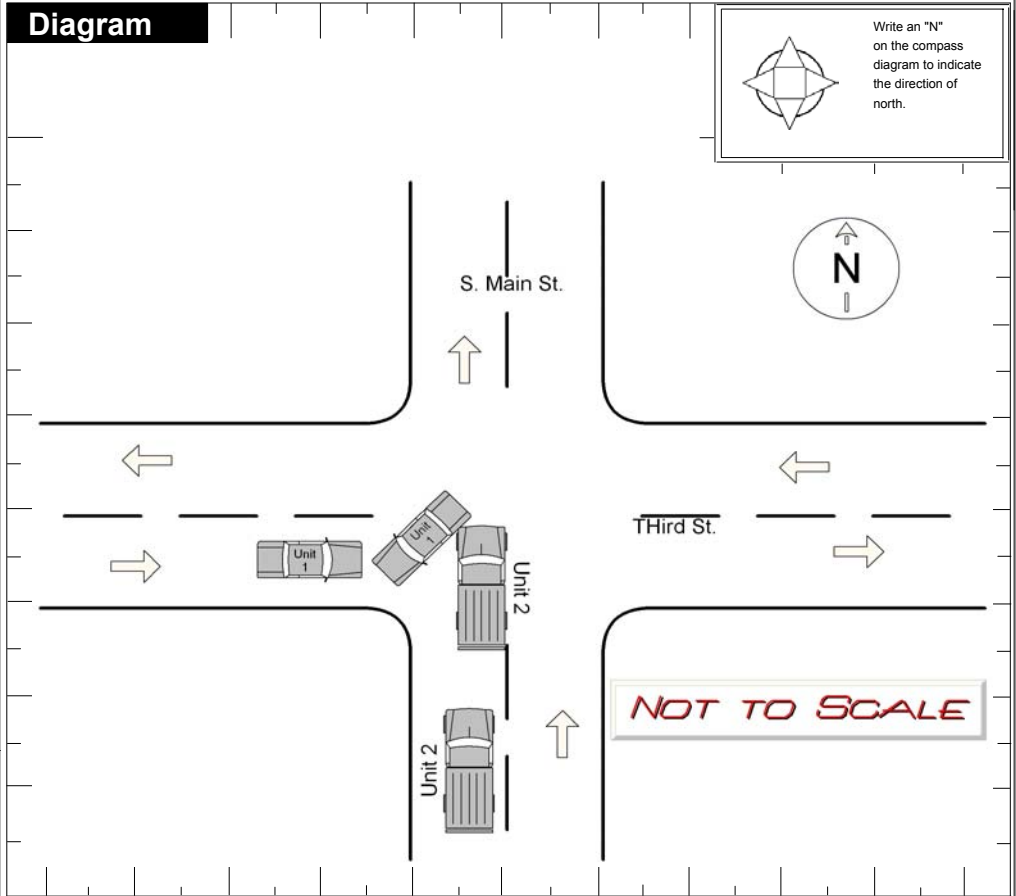 Diagram
Write an "N"
on the compass
diagram to indicate
the direction of
north.
N
S. Main St.
THird St.
Unit
1
Unit
1
Unit 2
Unit 2
NOT TO SCALE